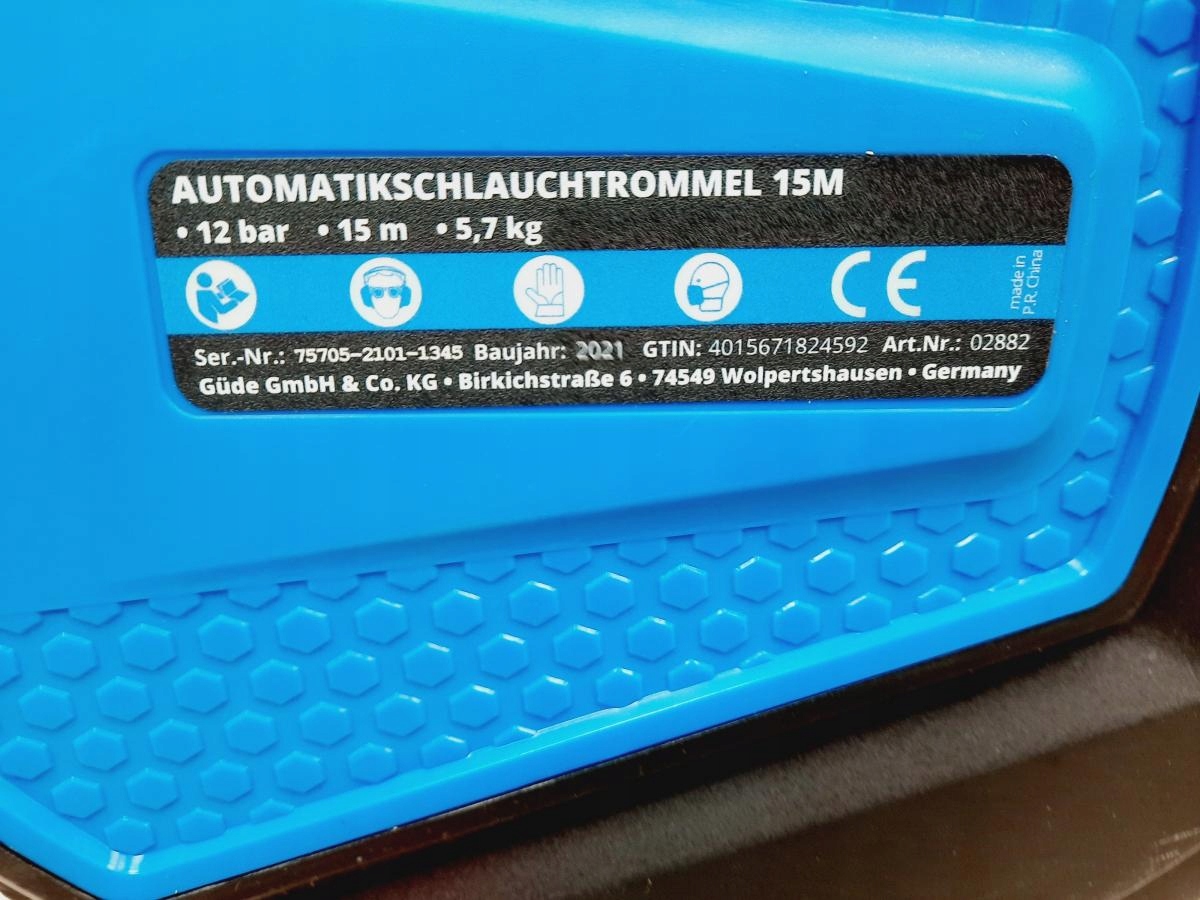 AUTOMATIKSCHLAUCHTROMMEL 15M
• 12 bar • 15 m • 5,7 kg
CE
made in
P.R. China
Ser.-Nr.: 75705-2101-1345 Baujahr: 2021 GTIN: 4015671824592 Art.Nr.: 02882
Güde GmbH & Co. KG • Birkichstraße 6 • 74549 Wolpertshausen • Germany